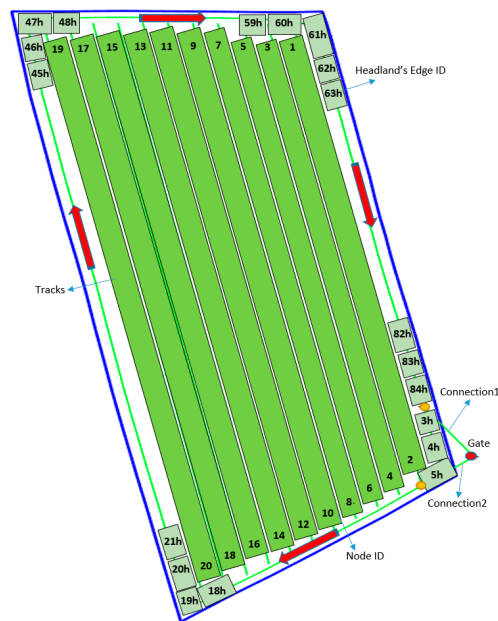 47h 48h 59h 60h
61h
46h 19 17 15 13 11 9 7 5 3 1
45h
62h
63h
Headland's Edge ID
Tracks
82h
83h
84h
Connection1
3h
Gate
4h
2
5h
4
6
8
10
12
14
16
18
20
Connection2
Node ID
21h
20h
19h 18h